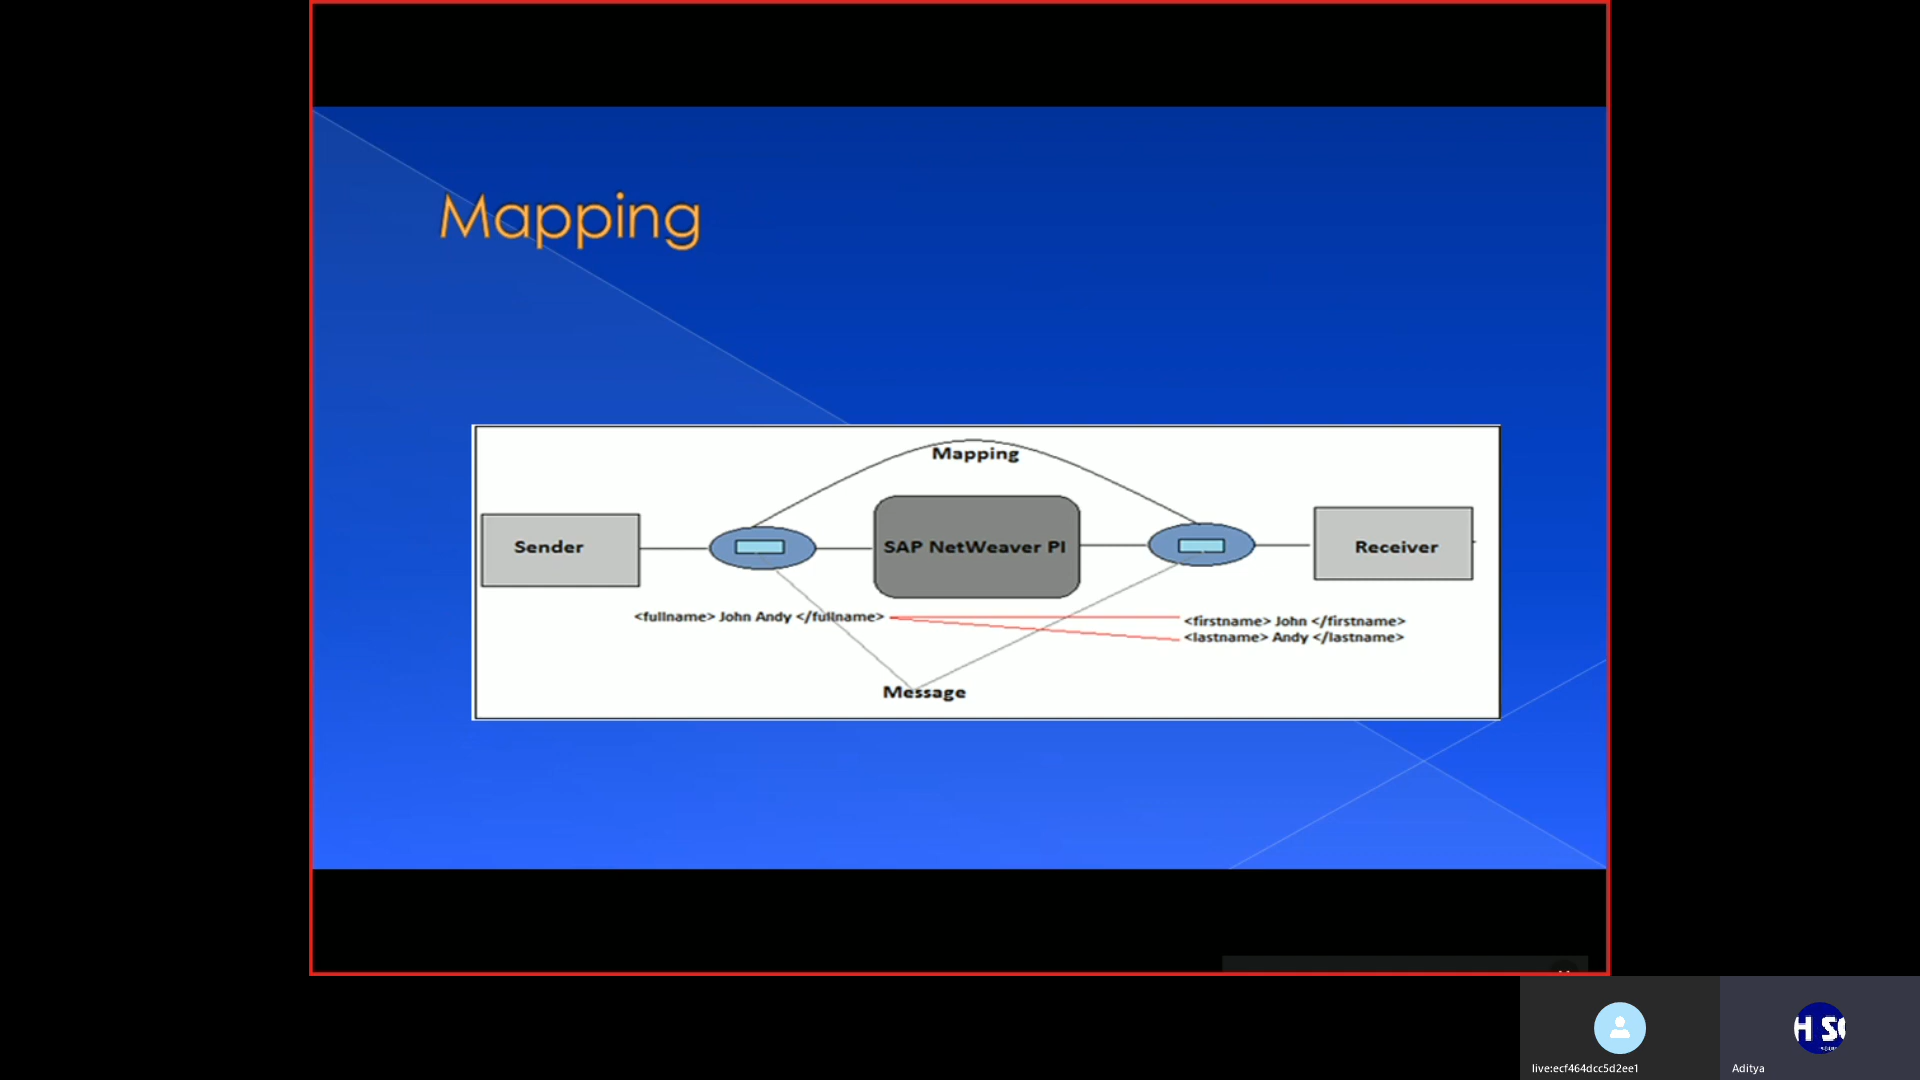 Mapping
Mapping
Sender
SAP NetWeaver PI
Receiver
<fullname> John Andy </fullname>
<firstname> John </firstname>
<lastname> Andy </lastname>
Message
live:ecf464dcc5d2ee1
Aditya